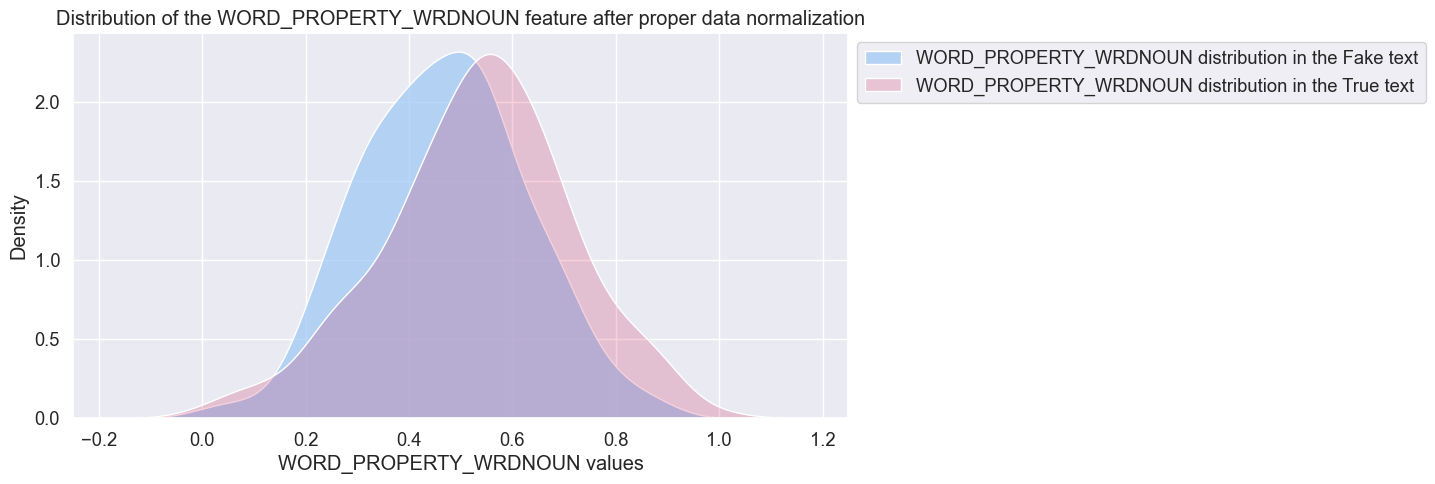 Distribution of the WORD_PROPERTY_WRDNOUN feature after proper data normalization
WORD_PROPERTY_WRDNOUN distribution in the Fake text
WORD_PROPERTY_WRDNOUN distribution in the True text
Density
2.0
1.5
1.0
0.5
0.0
−0.2 0.0 0.2 0.4 0.6 0.8 1.0 1.2
WORD_PROPERTY_WRDNOUN values